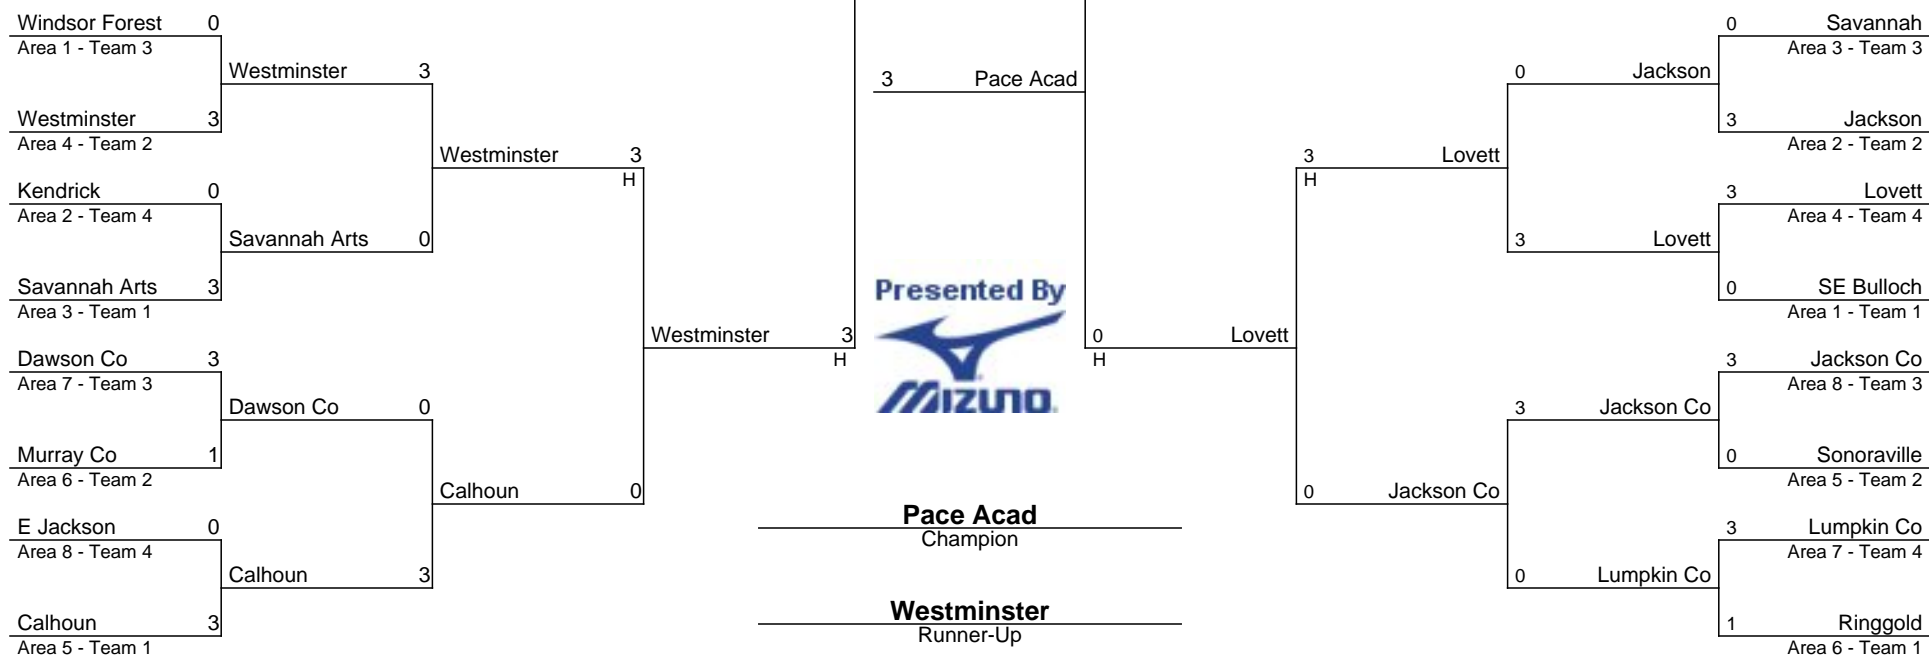 Windsor Forest 0
Area 1 - Team 3
Westminster 3
Westminster 3
Area 4 - Team 2
Westminster 3
H
Kendrick 0
Area 2 - Team 4
Savannah Arts 0
Savannah Arts 3
Area 3 - Team 1
Westminster 3
H
Dawson Co 3
Area 7 - Team 3
Dawson Co 0
Murray Co 1
Area 6 - Team 2
Calhoun 0
E Jackson 0
Area 8 - Team 4
Calhoun 3
Calhoun 3
Area 5 - Team 1
3 Pace Acad
Presented By
MIZUNO
Pace Acad
Champion
Westminster
Runner-Up
0 Lovett
H
3 Lovett
H
0 Jackson Co
0 Jackson
3 Lovett
3 Jackson Co
0 Lumpkin Co
0 Savannah
Area 3 - Team 3
3 Jackson
Area 2 - Team 2
3 Lovett
Area 4 - Team 4
0 SE Bulloch
Area 1 - Team 1
3 Jackson Co
Area 8 - Team 3
0 Sonoraville
Area 5 - Team 2
3 Lumpkin Co
Area 7 - Team 4
1 Ringgold
Area 6 - Team 1